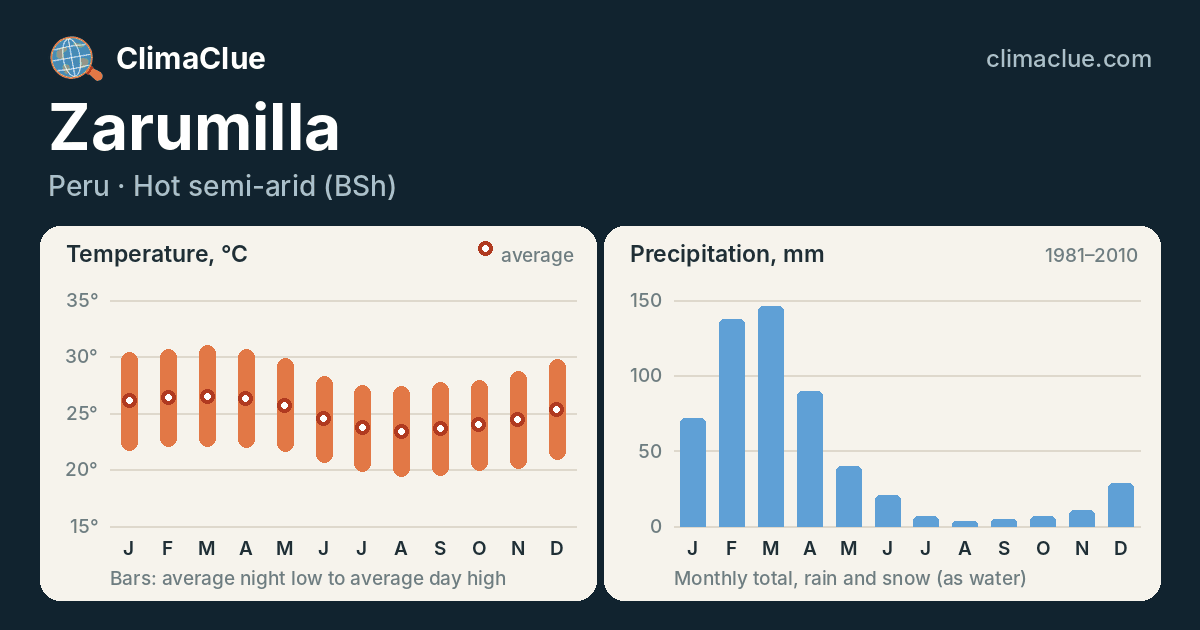 ClimaClue
climaclue.com
Zarumilla
Peru · Hot semi-arid (BSh)
Temperature, °C
average
35°
30°
25°
20°
15°
J F M A M J J A S O N D
Bars: average night low to average day high
Precipitation, mm
1981–2010
150
100
50
0
J F M A M J J A S O N D
Monthly total, rain and snow (as water)